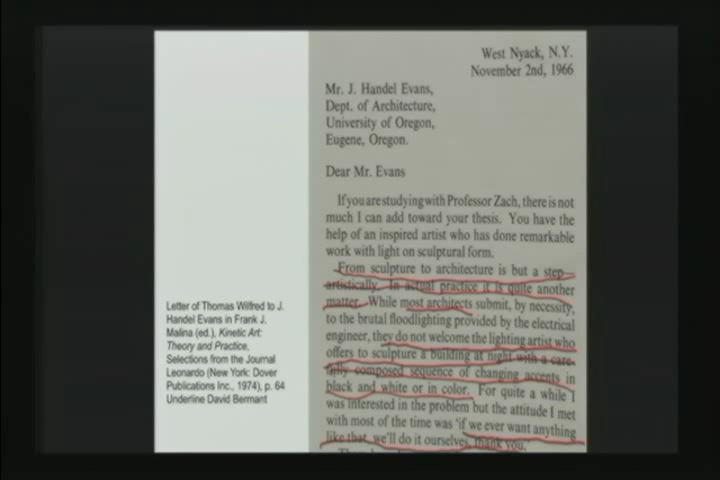 West Nyack, N.Y.
November 2nd, 1966
Mr. J. Handel Evans,
Dept. of Architecture,
University of Oregon,
Eugene, Oregon.
Dear Mr. Evans
If you are studying with Professor Zach, there is not
much I can add toward your thesis. You have the
help of an inspired artist who has done remarkable
work with light on sculptural form.
From sculpture to architecture is but a step
artistically. In actual practice it is quite another
matter. While most architects submit, by necessity,
to the brutal floodlighting provided by the electrical
engineer, they do not welcome the lighting artist who
offers to sculpture a building at night with a care-
fully composed sequence of changing accents in
black and white or in color. For quite a while I
was interested in the problem but the attitude I met
with most of the time was 'if we ever want anything
like that, we'll do it ourselves, thank you.'
Letter of Thomas Wilfred to J.
Handel Evans in Frank J.
Malina (ed.), Kinetic Art:
Theory and Practice,
Selections from the Journal
Leonardo (New York: Dover
Publications Inc., 1974), p. 64
Underline David Bermant